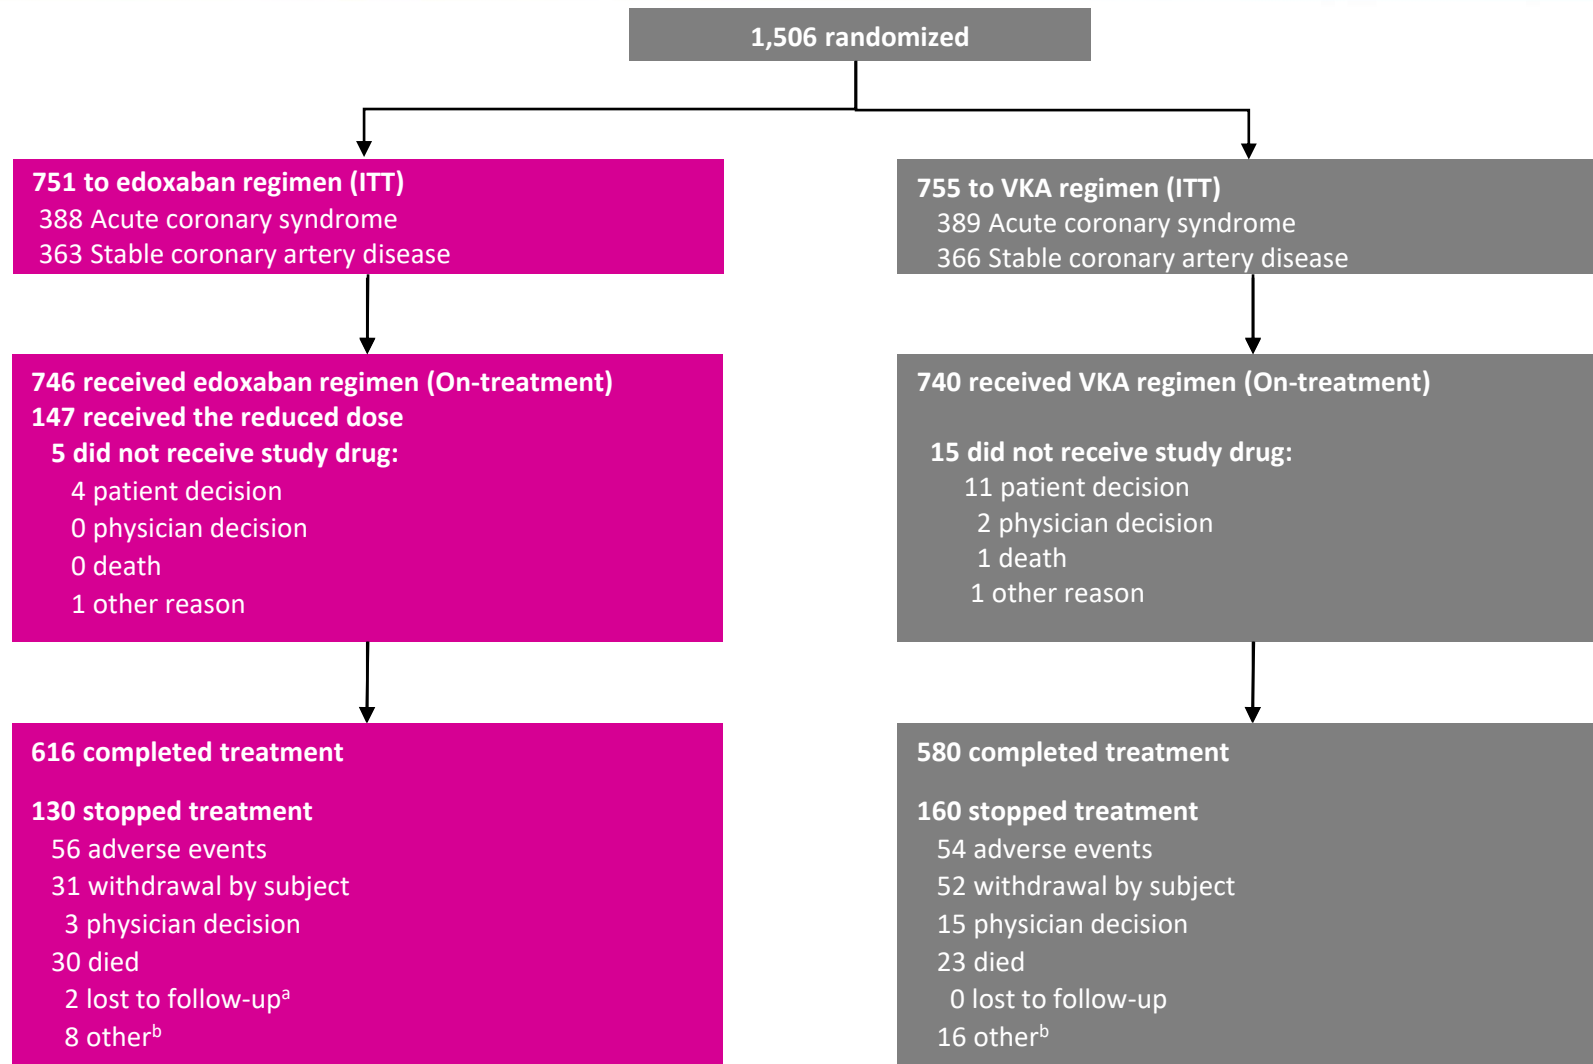 1,506 randomized
751 to edoxaban regimen (ITT)
388 Acute coronary syndrome
363 Stable coronary artery disease
755 to VKA regimen (ITT)
389 Acute coronary syndrome
366 Stable coronary artery disease
746 received edoxaban regimen (On-treatment)
147 received the reduced dose
5 did not receive study drug:
4 patient decision
0 physician decision
0 death
1 other reason
740 received VKA regimen (On-treatment)
15 did not receive study drug:
11 patient decision
2 physician decision
1 death
1 other reason
616 completed treatment
130 stopped treatment
56 adverse events
31 withdrawal by subject
3 physician decision
30 died
2 lost to follow-upᵃ
8 otherᵇ
580 completed treatment
160 stopped treatment
54 adverse events
52 withdrawal by subject
15 physician decision
23 died
0 lost to follow-up
16 otherᵇ